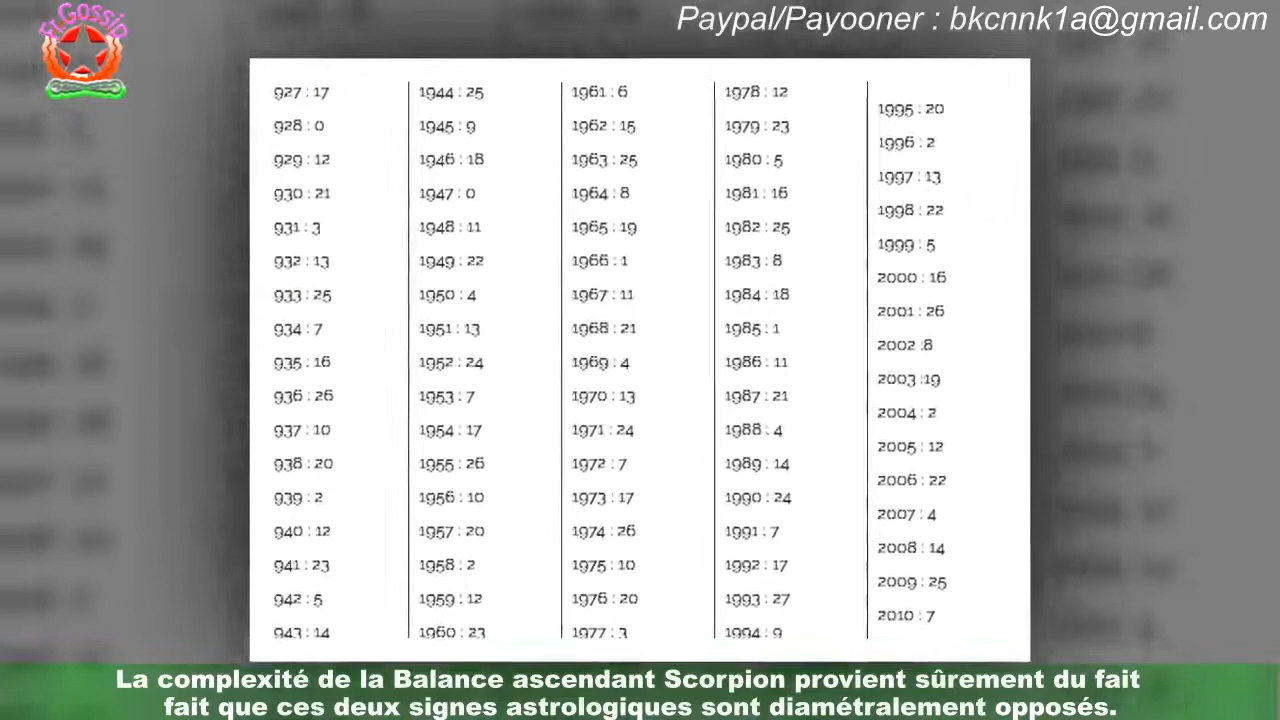 Fr.Gossip
Paypal/Payooner : bkcnnk1a@gmail.com
927 : 17
928 : 0
929 : 12
930 : 21
931 : 3
932 : 13
933 : 25
934 : 7
935 : 16
936 : 26
937 : 10
938 : 20
939 : 2
940 : 12
941 : 23
942 : 5
943 : 14
1944 : 25
1945 : 9
1946 : 18
1947 : 0
1948 : 11
1949 : 22
1950 : 4
1951 : 13
1952 : 24
1953 : 7
1954 : 17
1955 : 26
1956 : 10
1957 : 20
1958 : 2
1959 : 12
1960 : 23
1961 : 6
1962 : 15
1963 : 25
1964 : 8
1965 : 19
1966 : 1
1967 : 11
1968 : 21
1969 : 4
1970 : 13
1971 : 24
1972 : 7
1973 : 17
1974 : 26
1975 : 10
1976 : 20
1977 : 3
1978 : 12
1979 : 23
1980 : 5
1981 : 16
1982 : 25
1983 : 8
1984 : 18
1985 : 1
1986 : 11
1987 : 21
1988 : 4
1989 : 14
1990 : 24
1991 : 7
1992 : 17
1993 : 27
1994 : 9
1995 : 20
1996 : 2
1997 : 13
1998 : 22
1999 : 5
2000 : 16
2001 : 26
2002 :8
2003 :19
2004 : 2
2005 : 12
2006 : 22
2007 : 4
2008 : 14
2009 : 25
2010 : 7
La complexité de la Balance ascendant Scorpion provient sûrement du fait
fait que ces deux signes astrologiques sont diamétralement opposés.